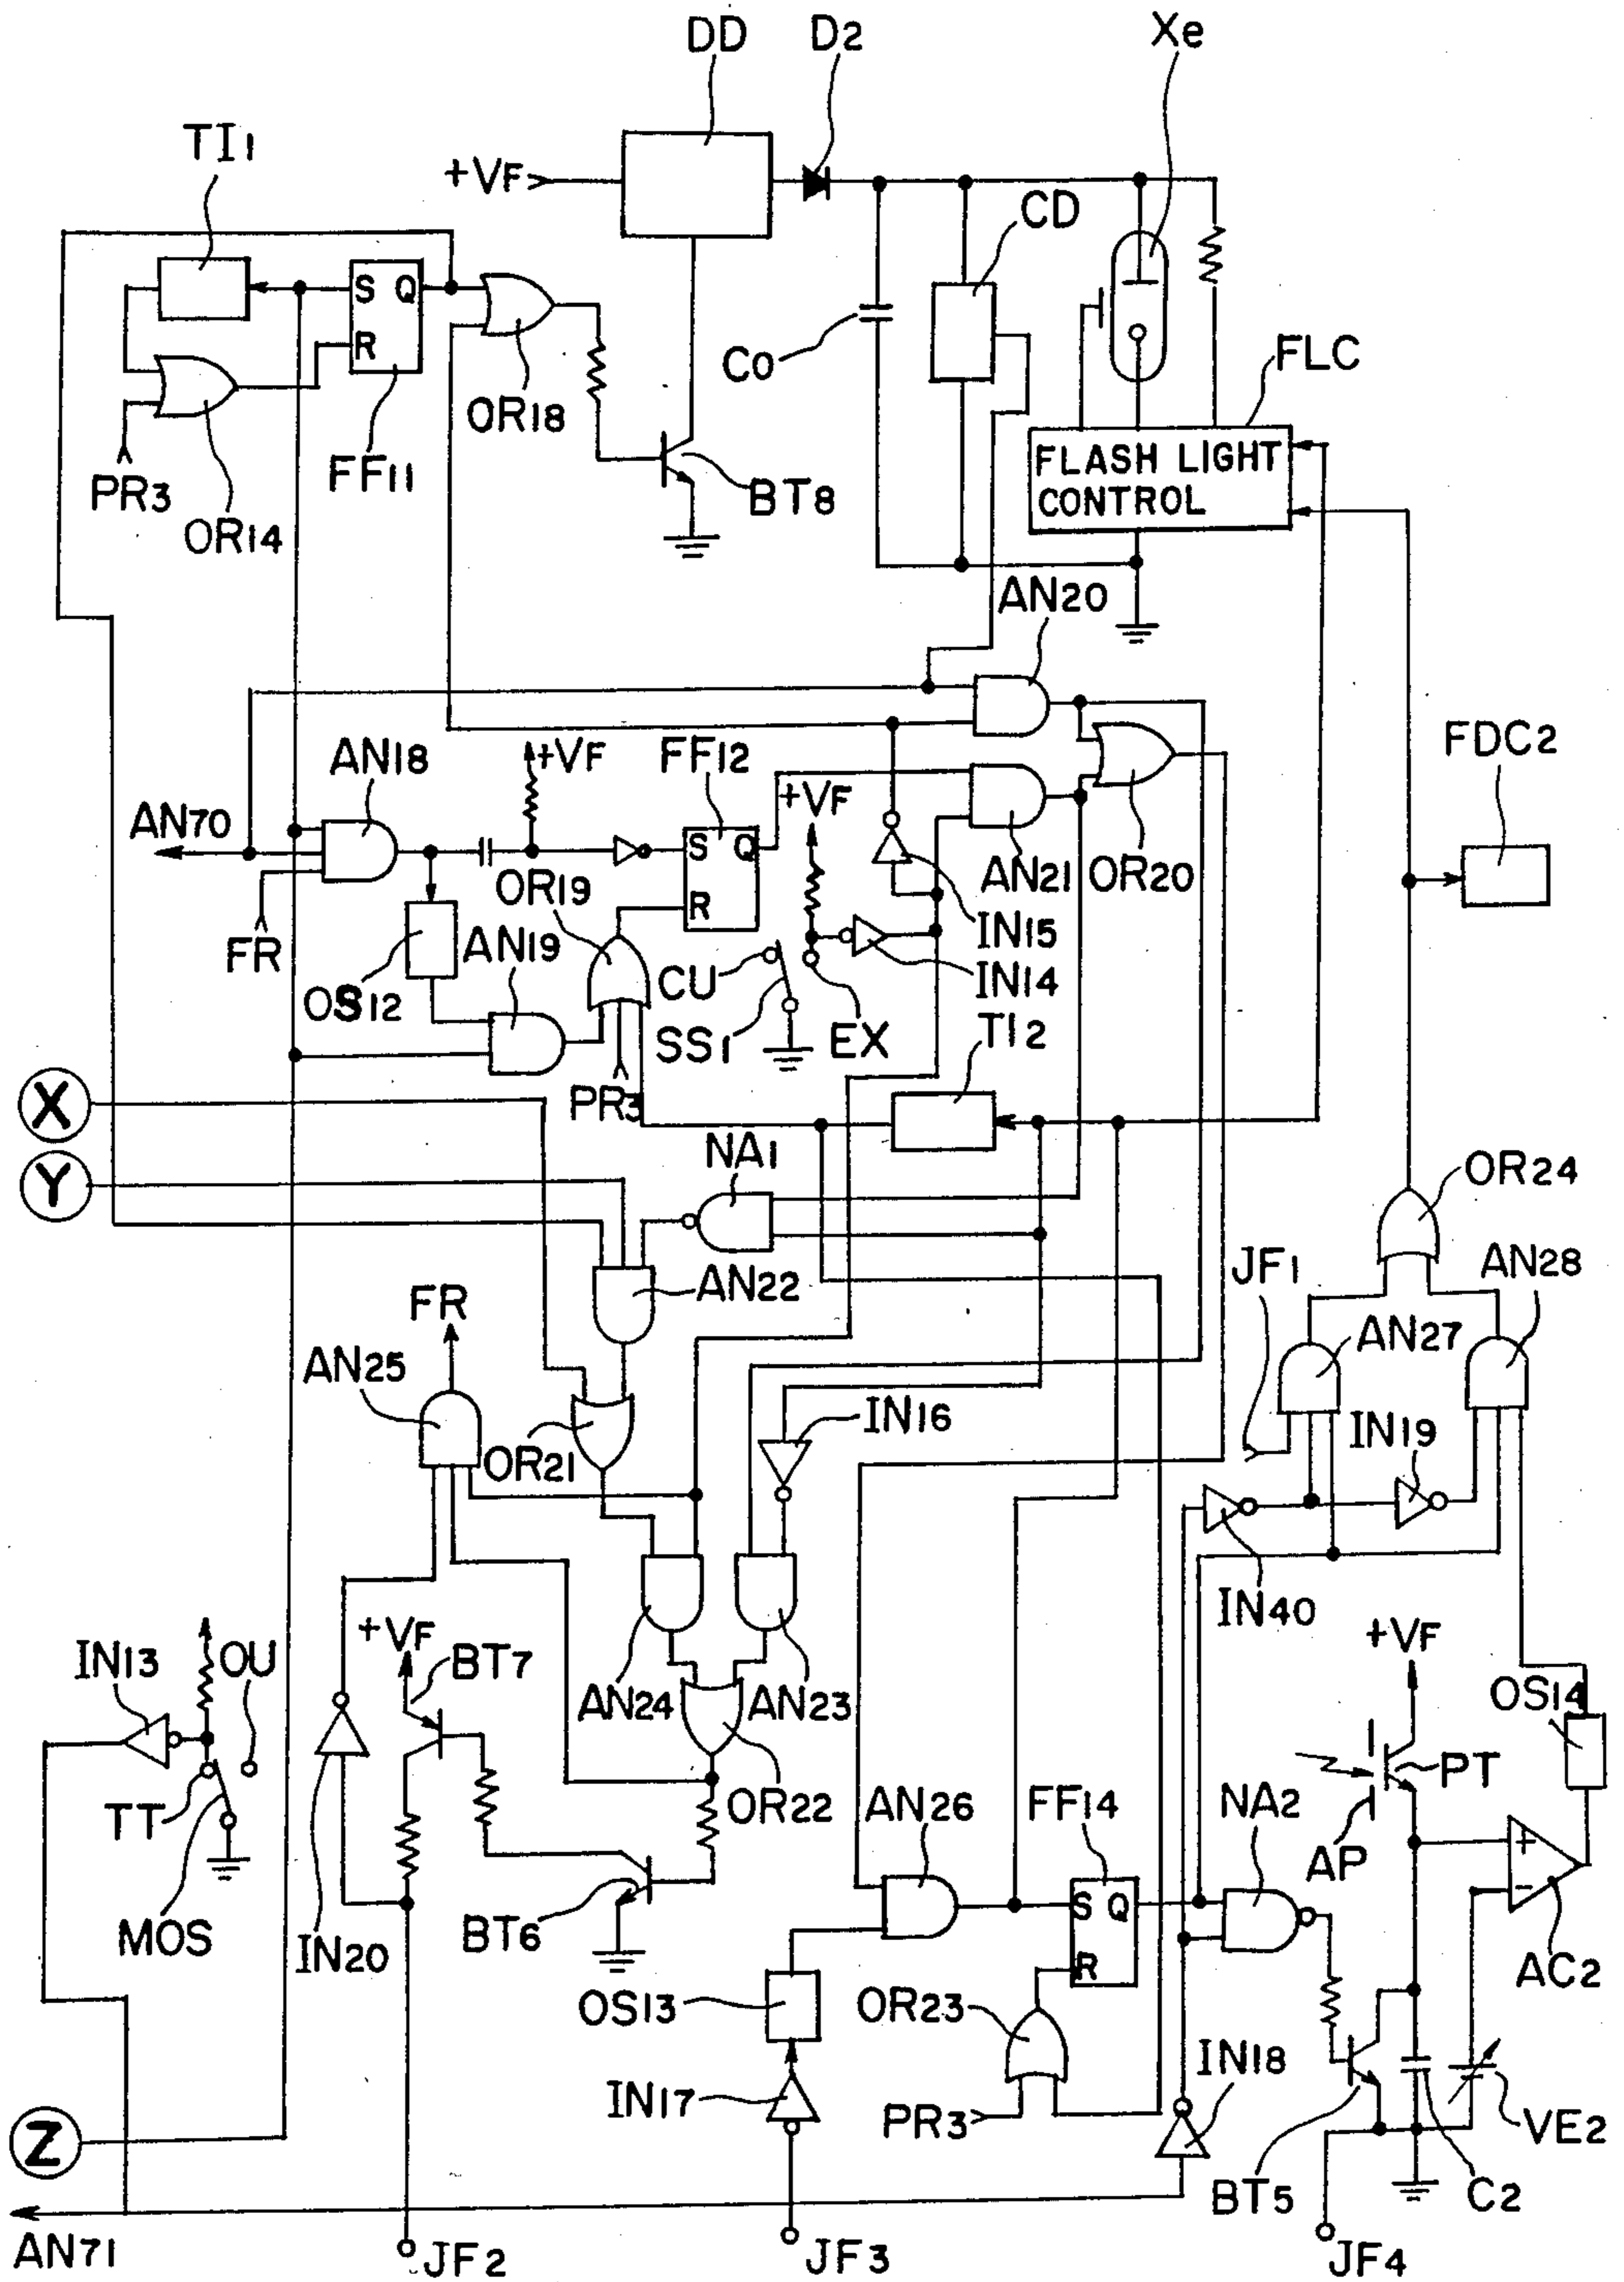 DD D2 Xe
TI1
+VF
CD
S Q
R
C0
FLC
OR18
FLASH LIGHT
CONTROL
PR3 FF11 BT8
OR14
AN20
AN18 +VF FF12 FDC2
AN70 +VF
S Q
OR19 AN21 OR20
R
FR AN19 IN15
CU IN14
OS12
SS1 EX TI2
X PR3
NA1
Y OR24
JF1 AN28
AN22
FR
AN27
AN25
IN16
IN19
OR21
IN40
+VF +VF
IN13 OU BT7
AN24 AN23 OS14
PT
TT OR22 AN26 FF14 NA2
AP
S Q + -
MOS BT6
IN20 AC2
R
OS13 OR23
IN18
IN17
PR3 VE2
Z
BT5 C2
AN71 JF2 JF3 JF4